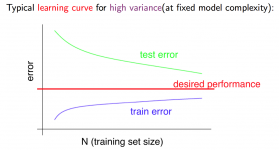 Typical learning curve for high variance(at fixed model complexity):
test error
desired performance
error
train error
N (training set size)